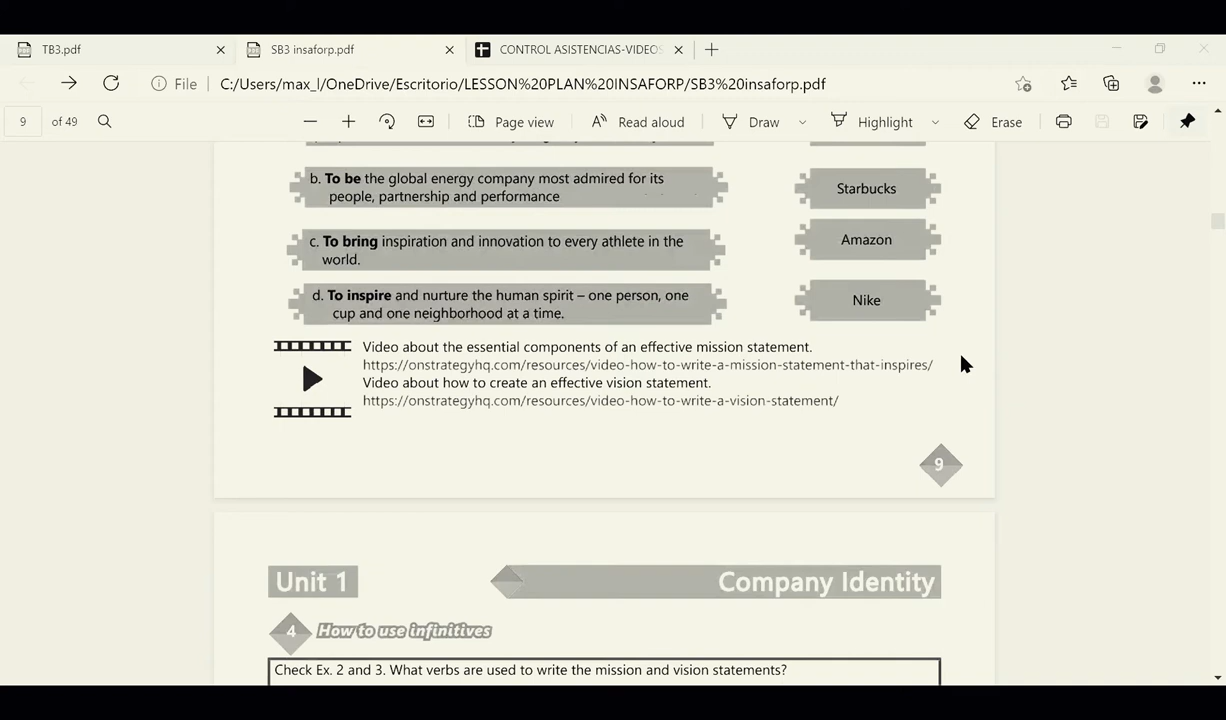 TB3.pdf
SB3 insaforp.pdf
CONTROL ASISTENCIAS-VIDEOS
File
C:/Users/max_l/OneDrive/Escritorio/LESSON%20PLAN%20INSAFORP/SB3%20insaforp.pdf
9 of 49
Page view
Read aloud
Draw
Highlight
Erase
b. To be the global energy company most admired for its
people, partnership and performance
Starbucks
c. To bring inspiration and innovation to every athlete in the
world.
Amazon
d. To inspire and nurture the human spirit – one person, one
cup and one neighborhood at a time.
Nike
Video about the essential components of an effective mission statement.
https://onstrategyhq.com/resources/video-how-to-write-a-mission-statement-that-inspires/
Video about how to create an effective vision statement.
https://onstrategyhq.com/resources/video-how-to-write-a-vision-statement/
9
Unit 1
Company Identity
4 How to use infinitives
Check Ex. 2 and 3. What verbs are used to write the mission and vision statements?